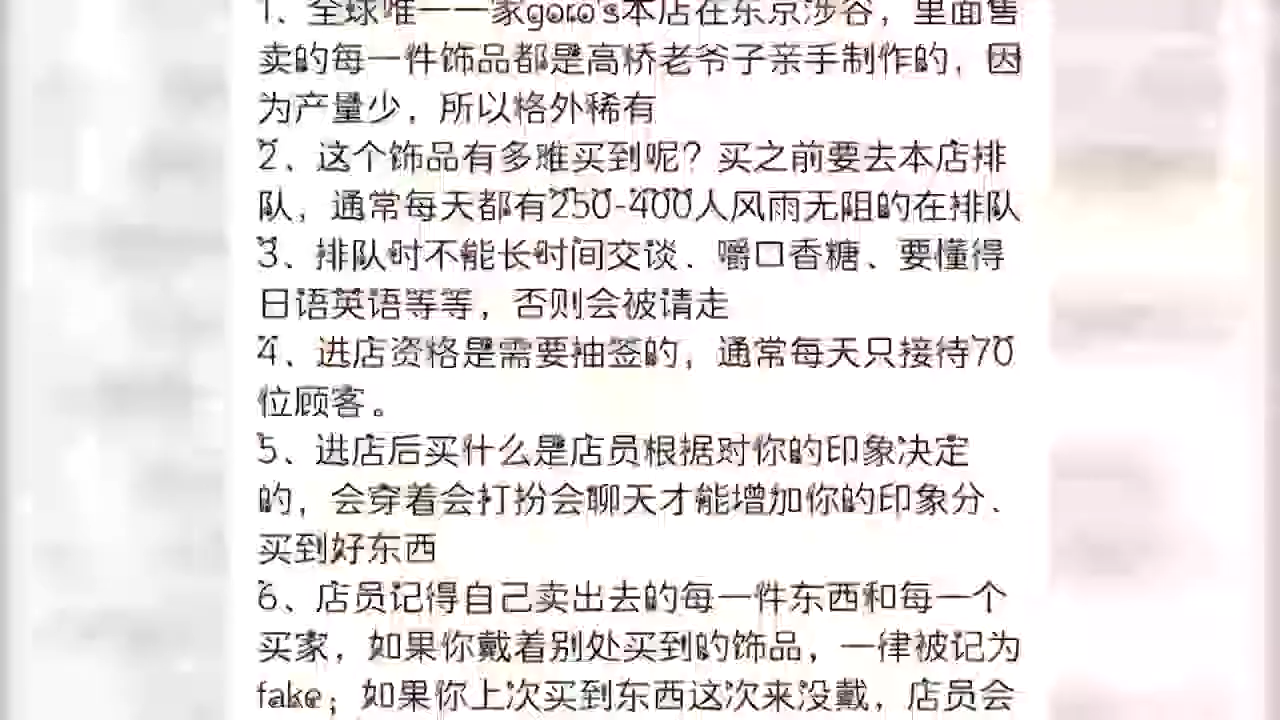 1、全球唯一一家goro's本店在东京涉谷，里面售
卖的每一件饰品都是高桥老爷子亲手制作的，因
为产量少，所以格外稀有
2、这个饰品有多难买到呢？买之前要去本店排
队，通常每天都有250-400人风雨无阻的在排队
3、排队时不能长时间交谈、嚼口香糖、要懂得
日语英语等等，否则会被请走
4、进店资格是需要抽签的，通常每天只接待70
位顾客。
5、进店后买什么是店员根据对你的印象决定
的，会穿着会打扮会聊天才能增加你的印象分、
买到好东西
6、店员记得自己卖出去的每一件东西和每一个
买家，如果你戴着别处买到的饰品，一律被记为
fake；如果你上次买到东西这次来没戴，店员会